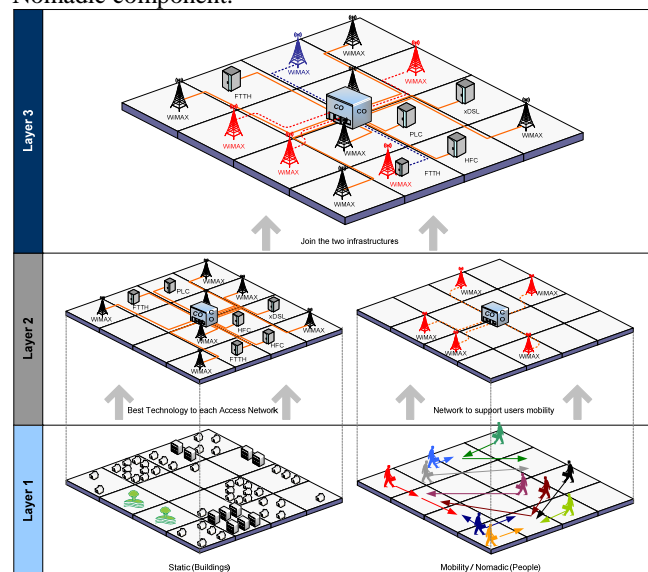 Nomadic component.
Layer 3
WiMAX
WiMAX
WiMAX
FTTH
WiMAX
xDSL
CO
CO
PLC
WiMAX
WiMAX
WiMAX
HFC
WiMAX
WiMAX
FTTH
WiMAX
Join the two infrastructures
Layer 2
WiMAX
PLC
WiMAX
WiMAX
FTTH
CO
C
O
xDSL
WiMAX
HFC
WiMAX
HFC
WiMAX
FTTH
WiMAX
WiMAX
CO
C
O
WiMAX
WiMAX
WiMAX
Best Technology to each Access Network
Network to support users mobility
Layer 1
Static (Buildings)
Mobility / Nomadic (People)